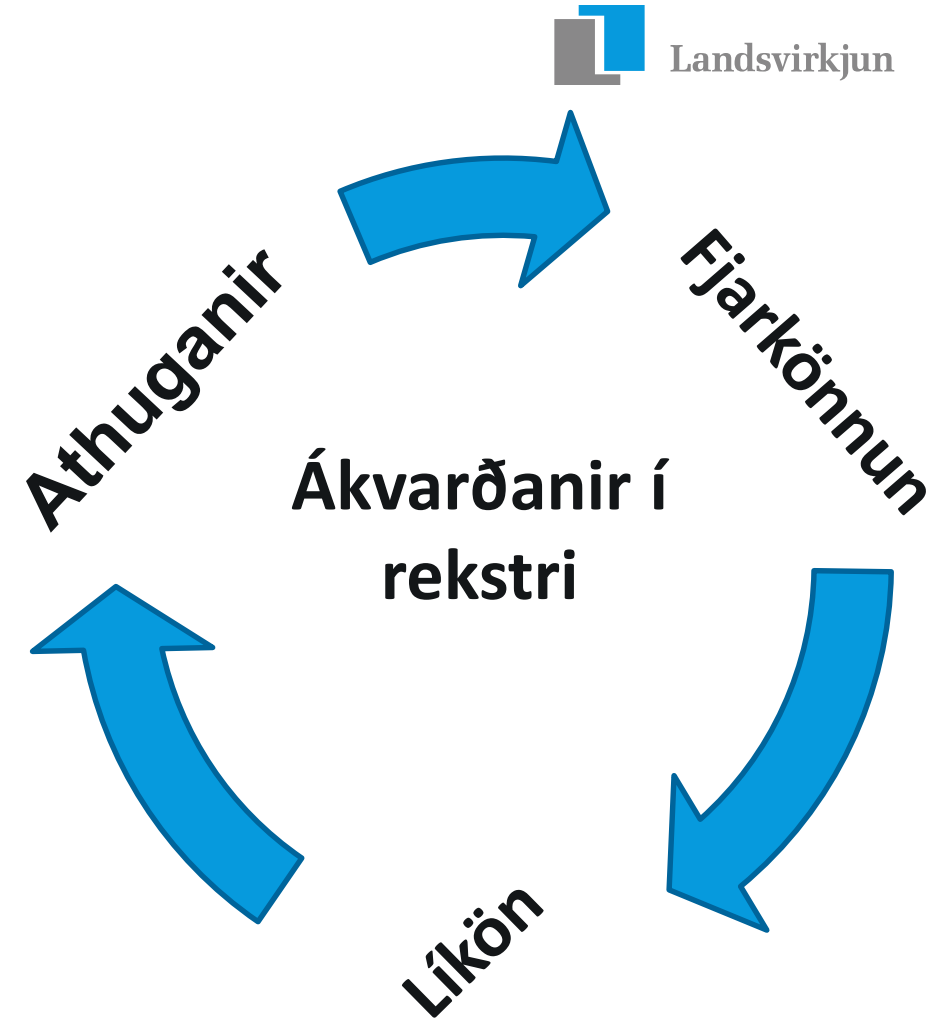 Landsvirkjun
Athuganir
Fjarkönnun
Ákvarðanir í
rekstri
Líkön